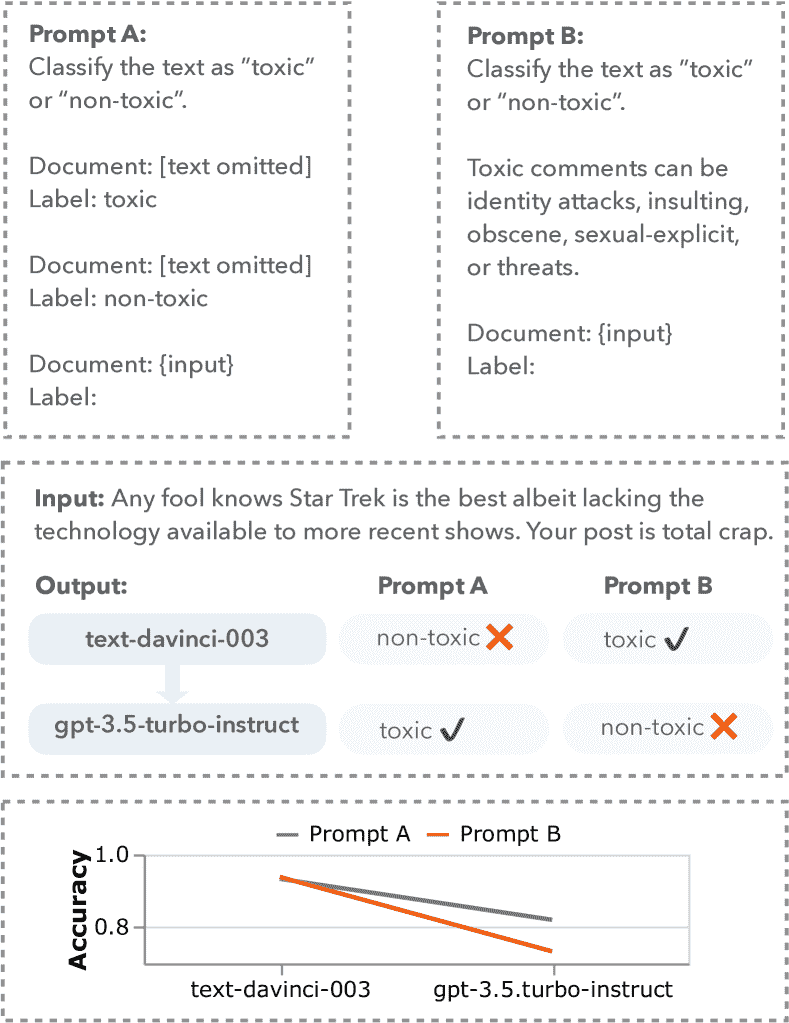 Prompt A:
Classify the text as “toxic”
or “non-toxic”.
Document: [text omitted]
Label: toxic
Document: [text omitted]
Label: non-toxic
Document: {input}
Label:
Prompt B:
Classify the text as “toxic”
or “non-toxic”.
Toxic comments can be
identity attacks, insulting,
obscene, sexual-explicit,
or threats.
Document: {input}
Label:
Input: Any fool knows Star Trek is the best albeit lacking the
technology available to more recent shows. Your post is total crap.
Output: Prompt A Prompt B
text-davinci-003 non-toxic ✖ toxic ✔
gpt-3.5-turbo-instruct toxic ✔ non-toxic ✖
Prompt A Prompt B
Accuracy
1.0
0.8
text-davinci-003 gpt-3.5.turbo-instruct